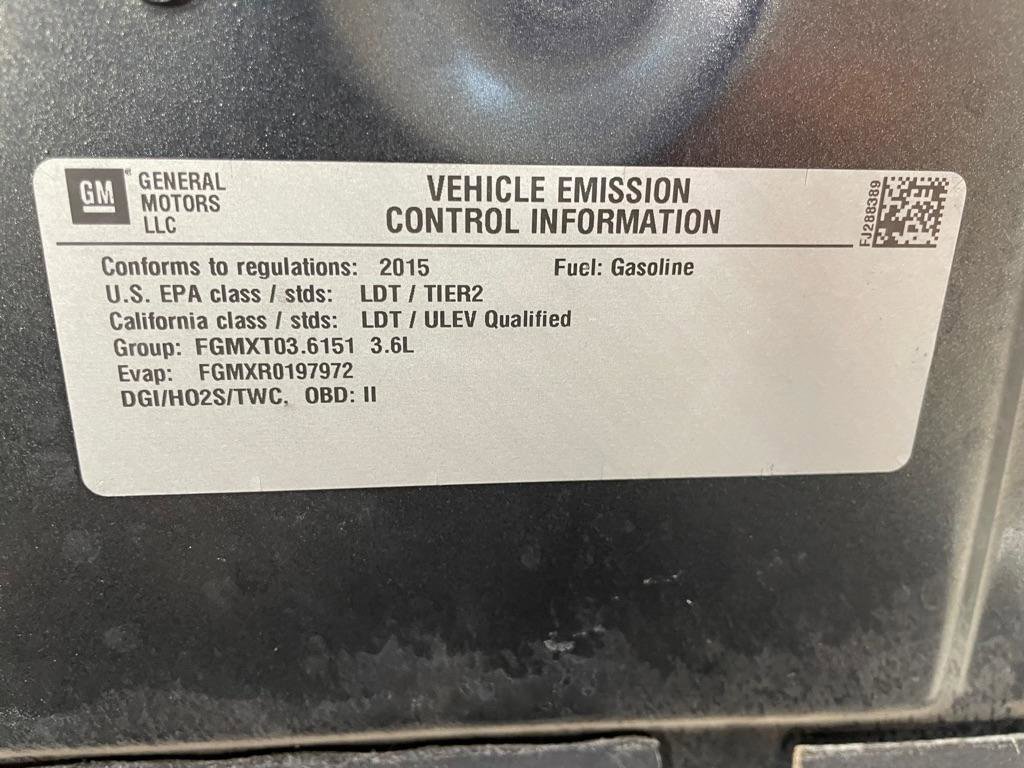 GM
GENERAL
MOTORS
LLC
VEHICLE EMISSION
CONTROL INFORMATION
FJ288389
Conforms to regulations: 2015 Fuel: Gasoline
U.S. EPA class / stds: LDT / TIER2
California class / stds: LDT / ULEV Qualified
Group: FGMXT03.6151 3.6L
Evap: FGMXR0197972
DGI/HO2S/TWC, OBD: II